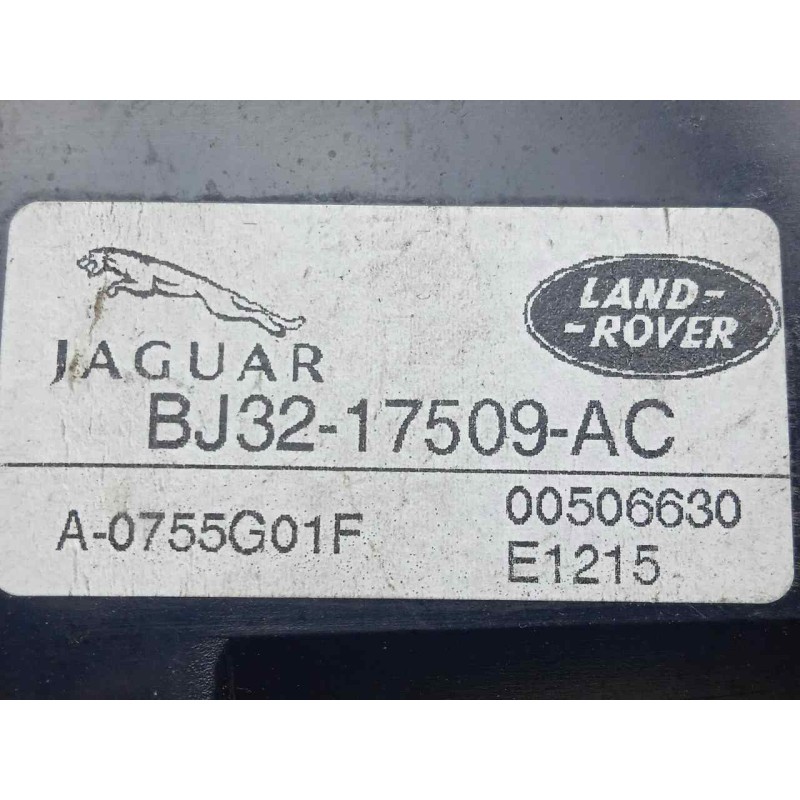 JAGUAR
LAND-
-ROVER
BJ32-17509-AC
A-0755G01F
00506630
E1215